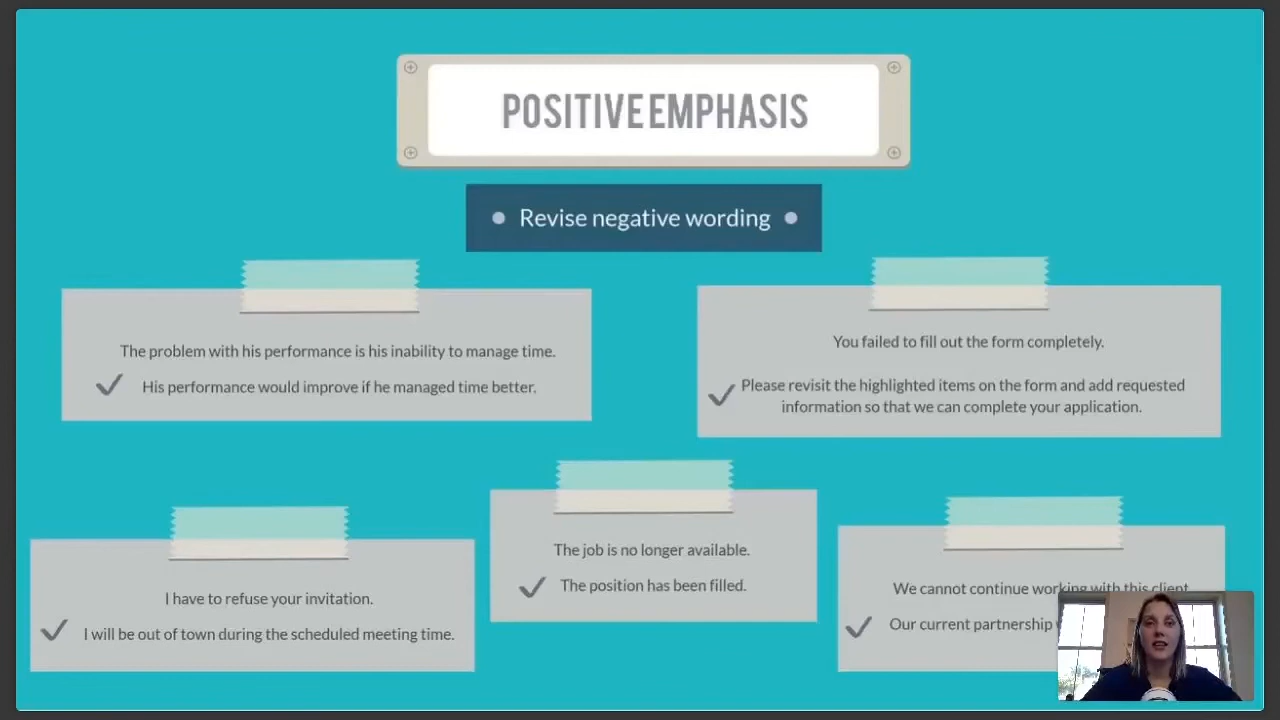 POSITIVE EMPHASIS
Revise negative wording
The problem with his performance is his inability to manage time.
His performance would improve if he managed time better.
You failed to fill out the form completely.
Please revisit the highlighted items on the form and add requested
information so that we can complete your application.
I have to refuse your invitation.
I will be out of town during the scheduled meeting time.
The job is no longer available.
The position has been filled.
We cannot continue working with this client
Our current partnership